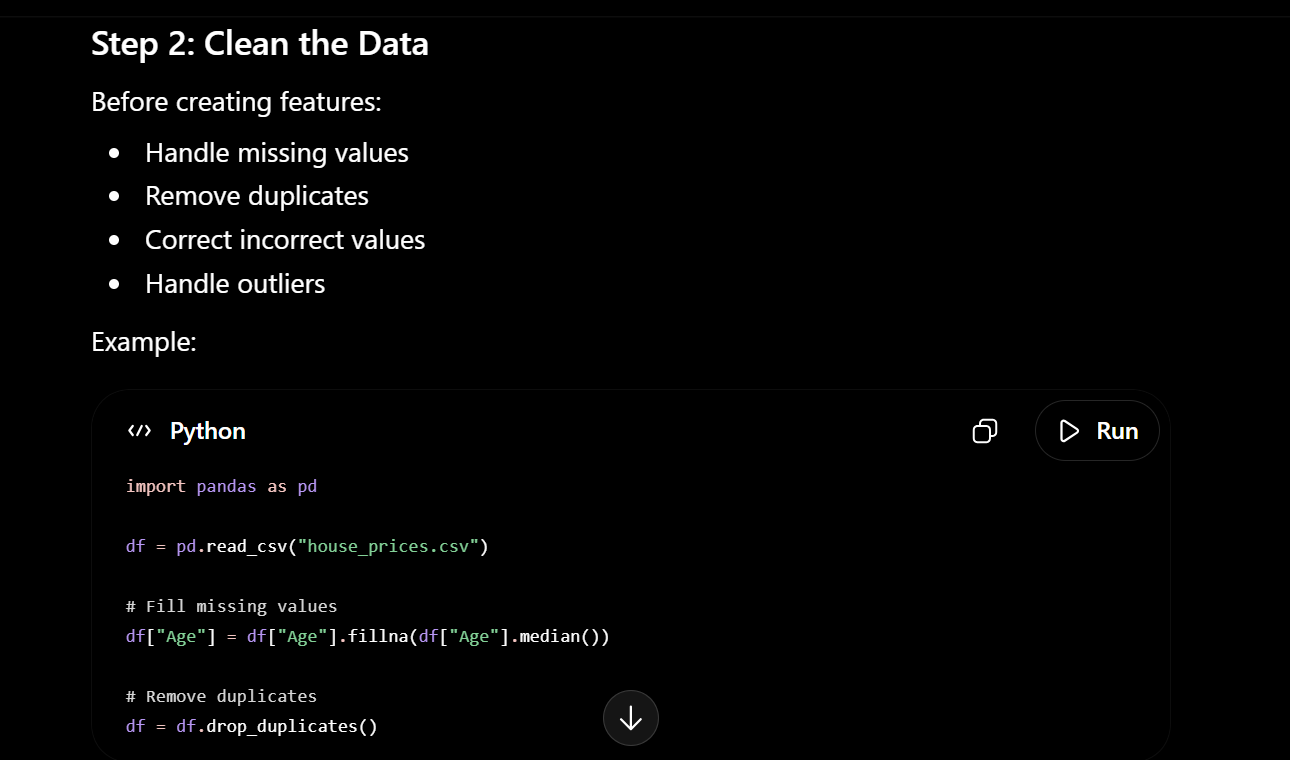 Step 2: Clean the Data
Before creating features:
• Handle missing values
• Remove duplicates
• Correct incorrect values
• Handle outliers
Example:
</> Python Run
import pandas as pd
df = pd.read_csv("house_prices.csv")
# Fill missing values
df["Age"] = df["Age"].fillna(df["Age"].median())
# Remove duplicates
df = df.drop_duplicates()